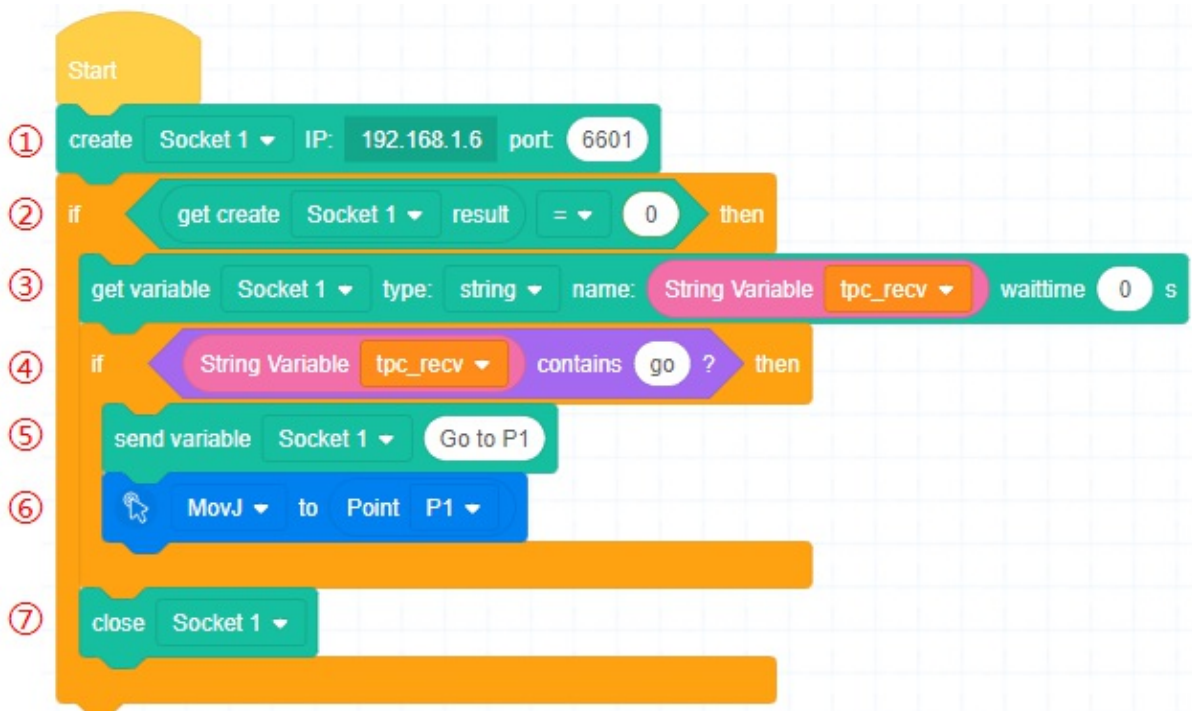 Start
① create Socket 1 IP: 192.168.1.6 port: 6601
② if get create Socket 1 result = 0 then
③ get variable Socket 1 type: string name: String Variable tpc_recv waittime 0 s
④ if String Variable tpc_recv contains go ? then
⑤ send variable Socket 1 Go to P1
⑥ MovJ to Point P1
⑦ close Socket 1